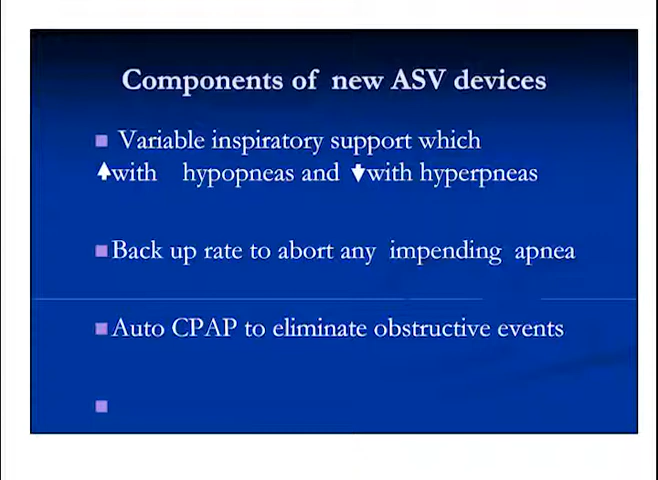 Components of new ASV devices
■ Variable inspiratory support which
⬆with hypopneas and ⬇with hyperpneas
■ Back up rate to abort any impending apnea
■ Auto CPAP to eliminate obstructive events
■